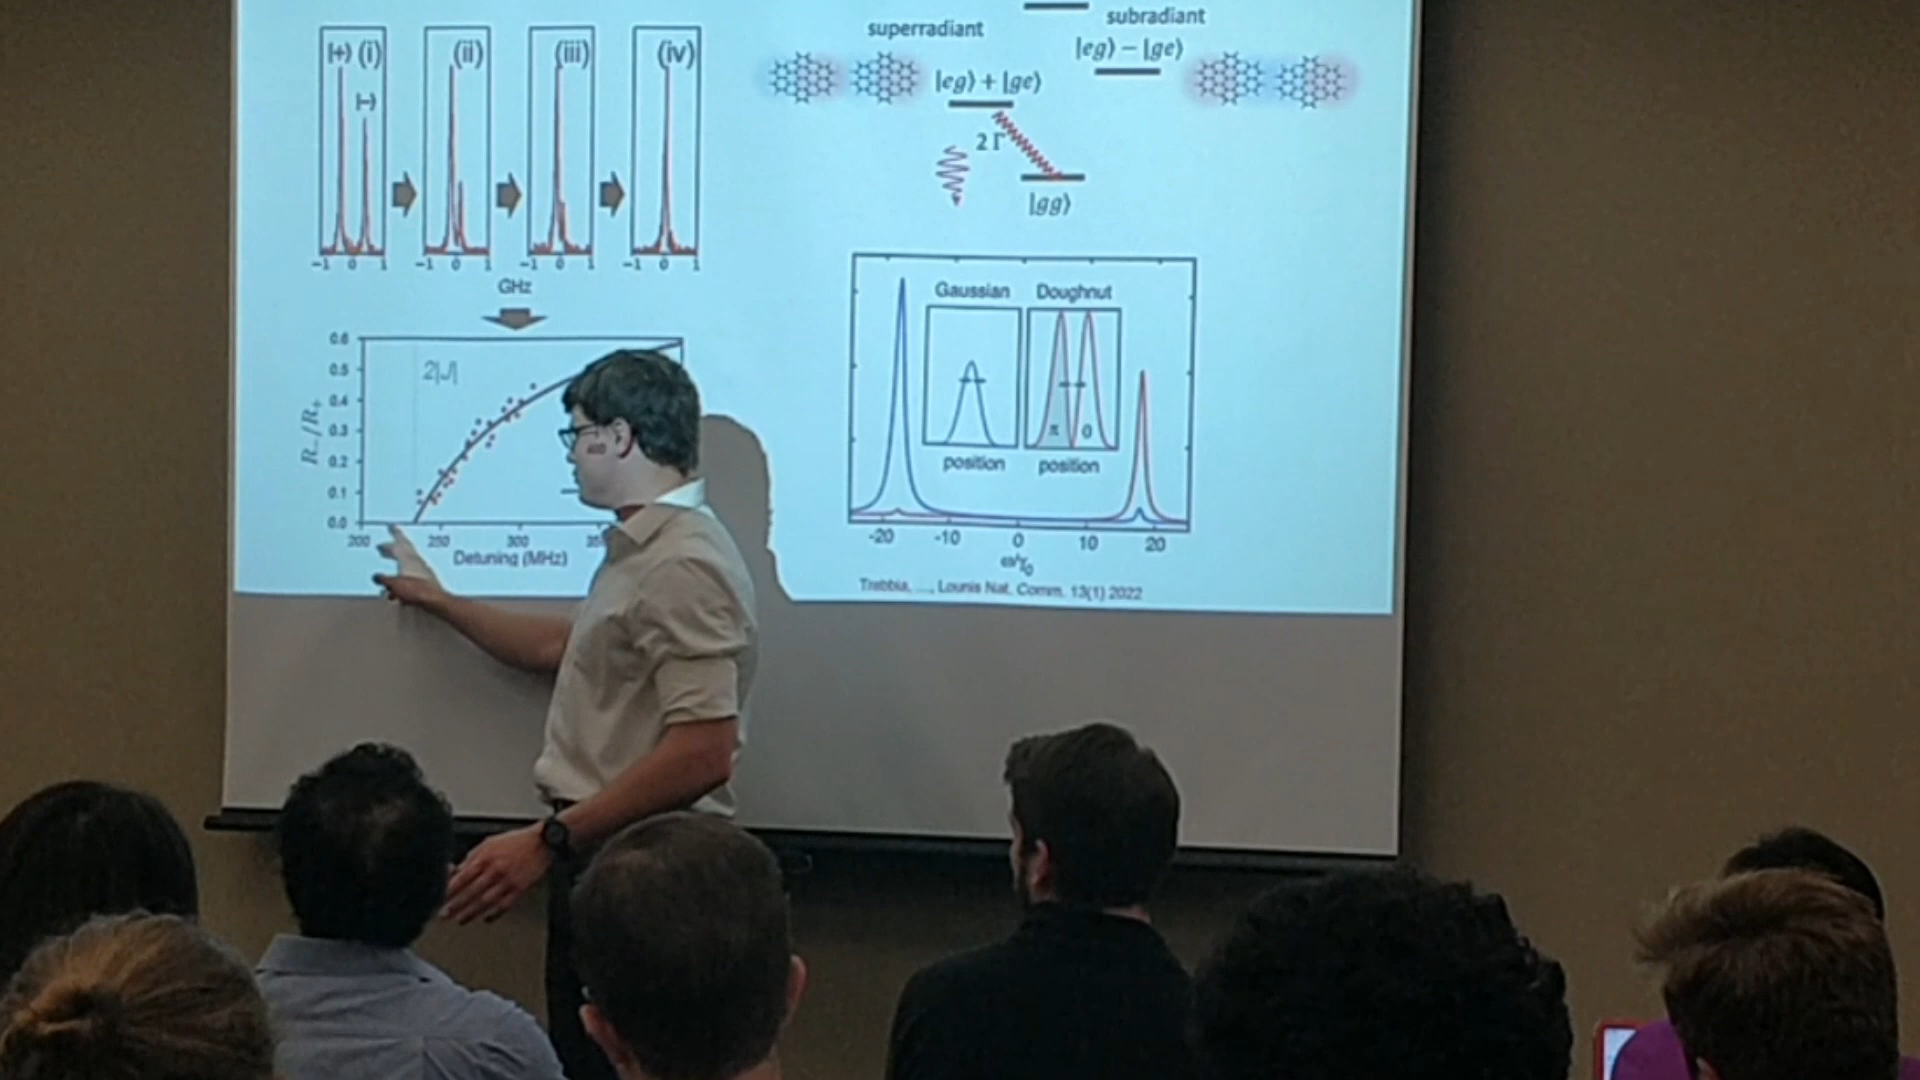 |+⟩ (i)
|−⟩
(ii)
(iii)
(iv)
−1 0 1
−1 0 1
−1 0 1
−1 0 1
GHz
0.6
0.5
0.4
0.3
0.2
0.1
0.0
R₋/R₊
2|J|
200 250 300
Detuning (MHz)
superradiant
subradiant
|eg⟩ + |ge⟩
|eg⟩ − |ge⟩
2 Γ
|gg⟩
Gaussian
Doughnut
π 0
position
position
-20 -10 0 10 20
Trebbia, ..., Lounis Nat. Comm. 13(1) 2022